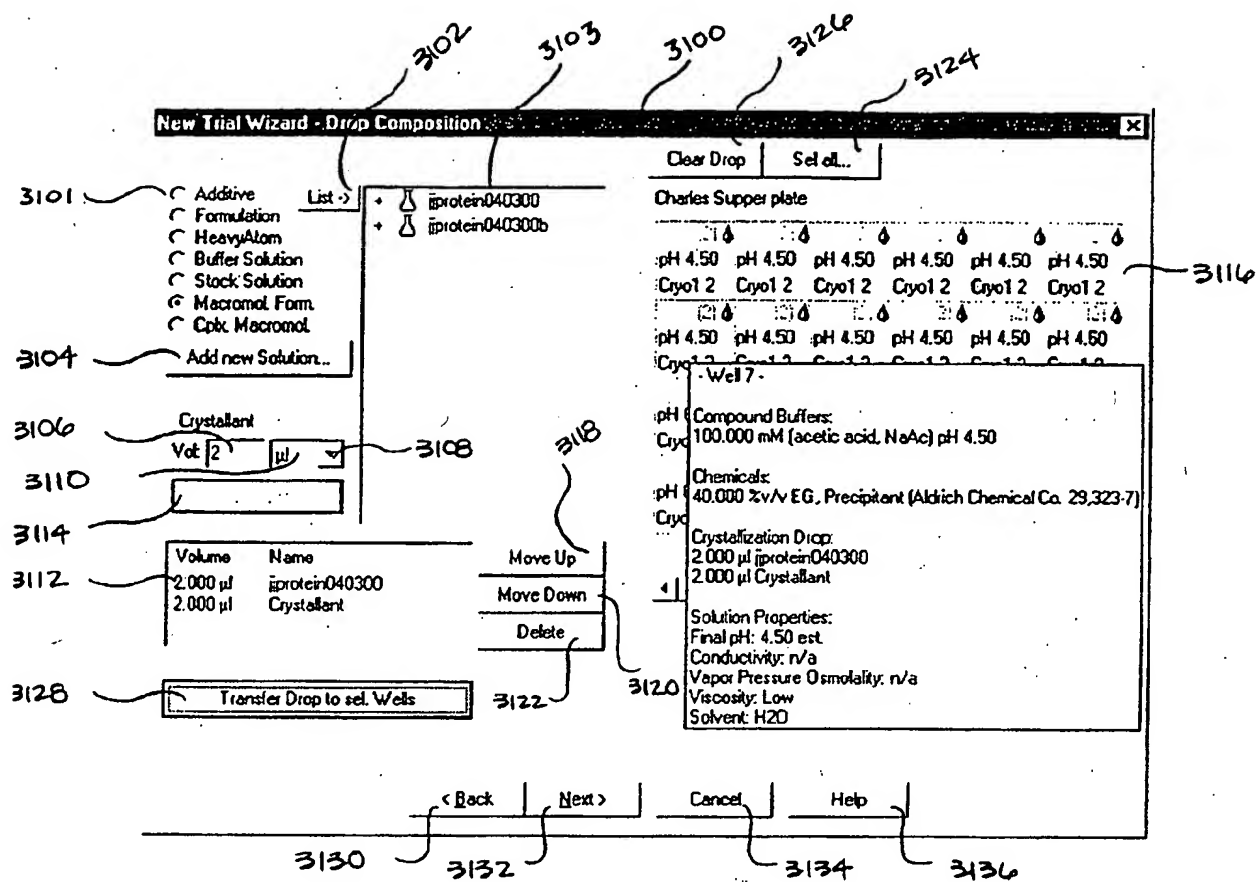 3102
3103
3100
3126
3124
New Trial Wizard - Drop Composition
Clear Drop
Sel all...
3101
Additive
Formulation
HeavyAtom
Buffer Solution
Stock Solution
Macromol. Form.
Cplx. Macromol.
List ->
jjprotein040300
jjprotein040300b
Charles Supper plate
pH 4.50 pH 4.50 pH 4.50 pH 4.50 pH 4.50 pH 4.50
Cryo1 2 Cryo1 2 Cryo1 2 Cryo1 2 Cryo1 2 Cryo1 2
3116
pH 4.50 pH 4.50 pH 4.50 pH 4.50 pH 4.50 pH 4.50
3104
Add new Solution...
Crystallant
3106
Vol: 2 µl
3108
3110
3114
3118
- Well 7 -
Compound Buffers:
100.000 mM (acetic acid, NaAc) pH 4.50
Chemicals:
40.000 %v/v EG, Precipitant (Aldrich Chemical Co. 29,323-7)
Crystallization Drop:
2.000 µl jjprotein040300
2.000 µl Crystallant
Solution Properties:
Final pH: 4.50 est.
Conductivity: n/a
Vapor Pressure Osmolality: n/a
Viscosity: Low
Solvent: H2O
3112
Volume Name
2.000 µl jjprotein040300
2.000 µl Crystallant
Move Up
Move Down
Delete
3128
Transfer Drop to sel. Wells
3122
3120
< Back
Next >
Cancel
Help
3130
3132
3134
3136